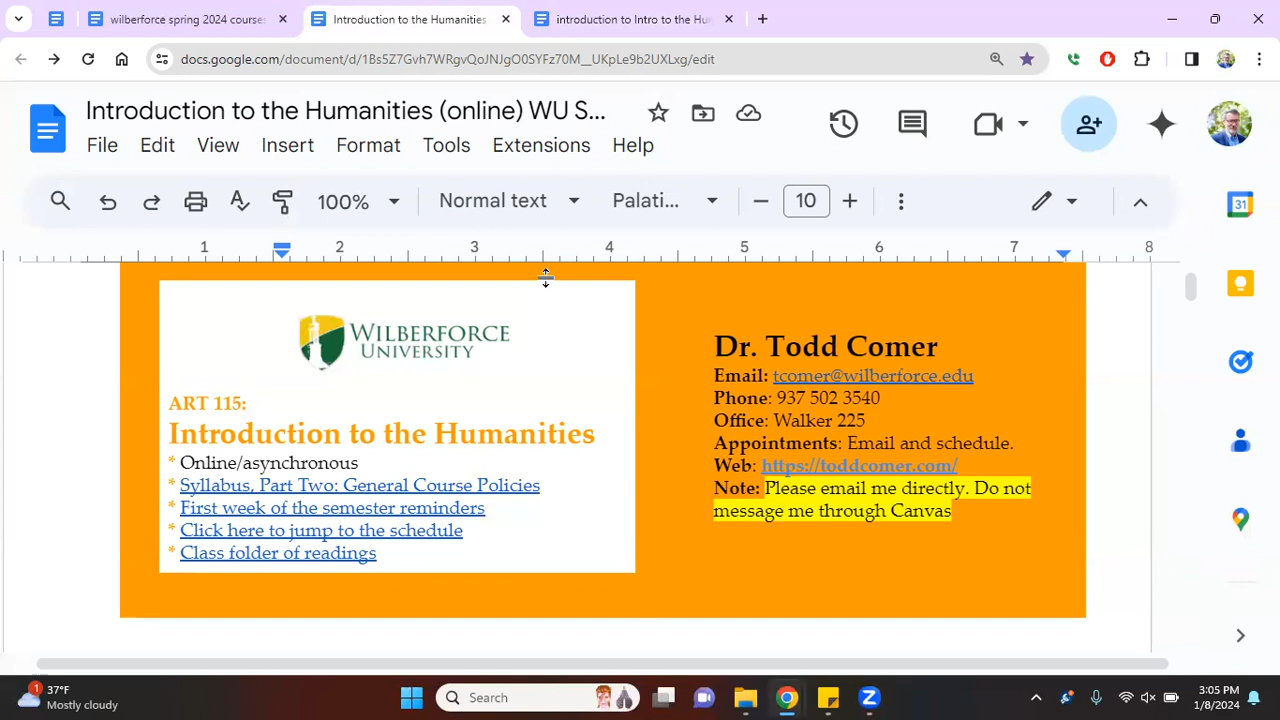 wilberforce spring 2024 courses
Introduction to the Humanities
introduction to Intro to the Hu
docs.google.com/document/d/1Bs5Z7Gvh7WRgvQoJNJgO0SYFz70M__UKpLe9b2UXLxg/edit
Introduction to the Humanities (online) WU S...
File Edit View Insert Format Tools Extensions Help
100% Normal text Palati... 10
1 2 3 4 5 6 7 8
31
WILBERFORCE
UNIVERSITY
ART 115:
Introduction to the Humanities
* Online/asynchronous
* Syllabus, Part Two: General Course Policies
* First week of the semester reminders
* Click here to jump to the schedule
* Class folder of readings
Dr. Todd Comer
Email: tcomer@wilberforce.edu
Phone: 937 502 3540
Office: Walker 225
Appointments: Email and schedule.
Web: https://toddcomer.com/
Note: Please email me directly. Do not
message me through Canvas
1
37°F
Mostly cloudy
Search
3:05 PM
1/8/2024